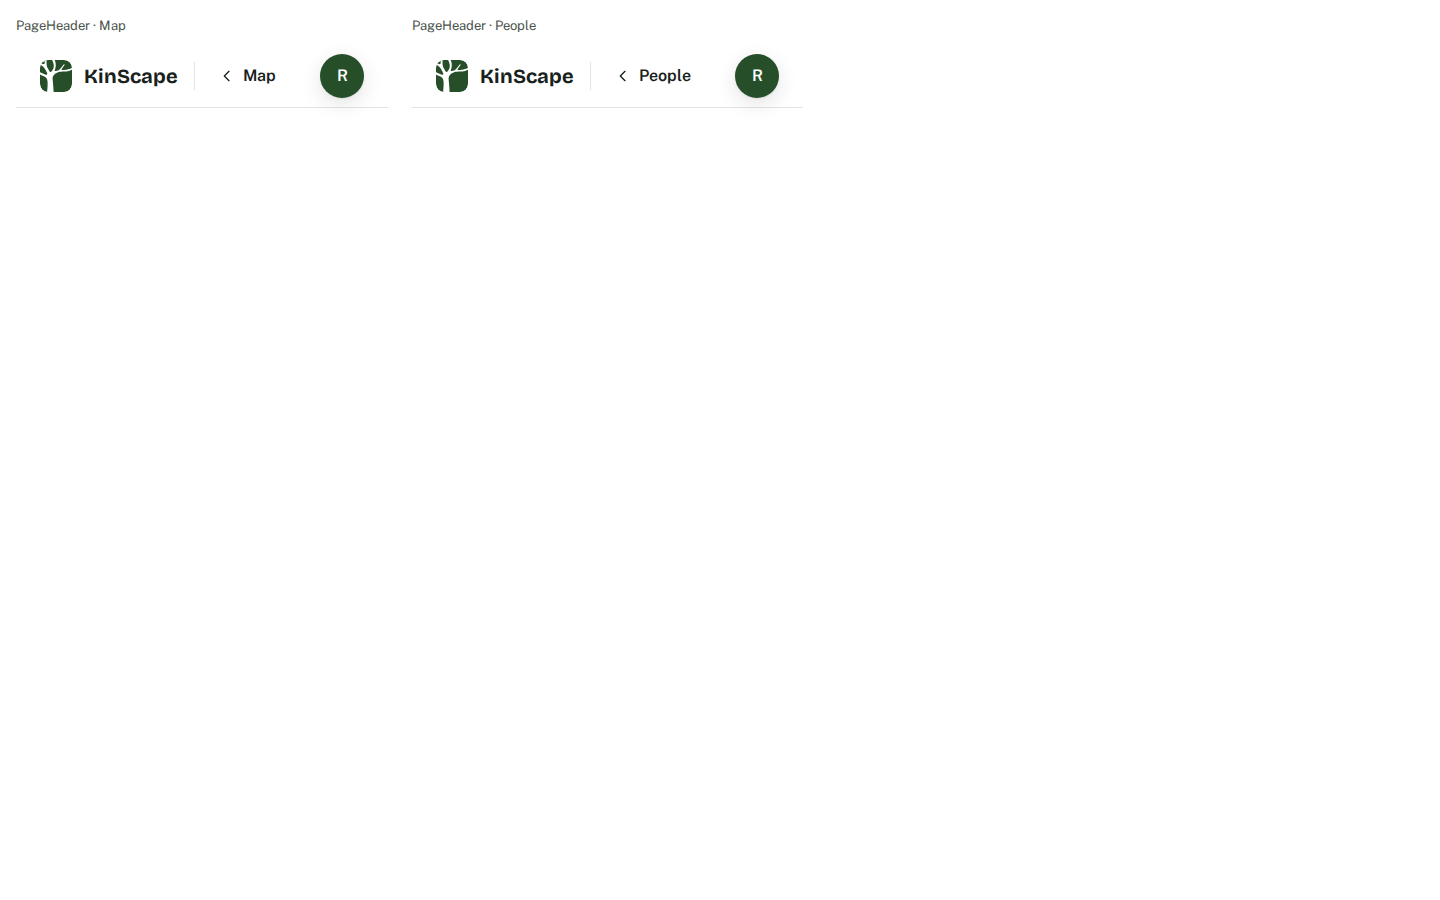 PageHeader · Map
KinScape
Map
R
PageHeader · People
KinScape
People
R